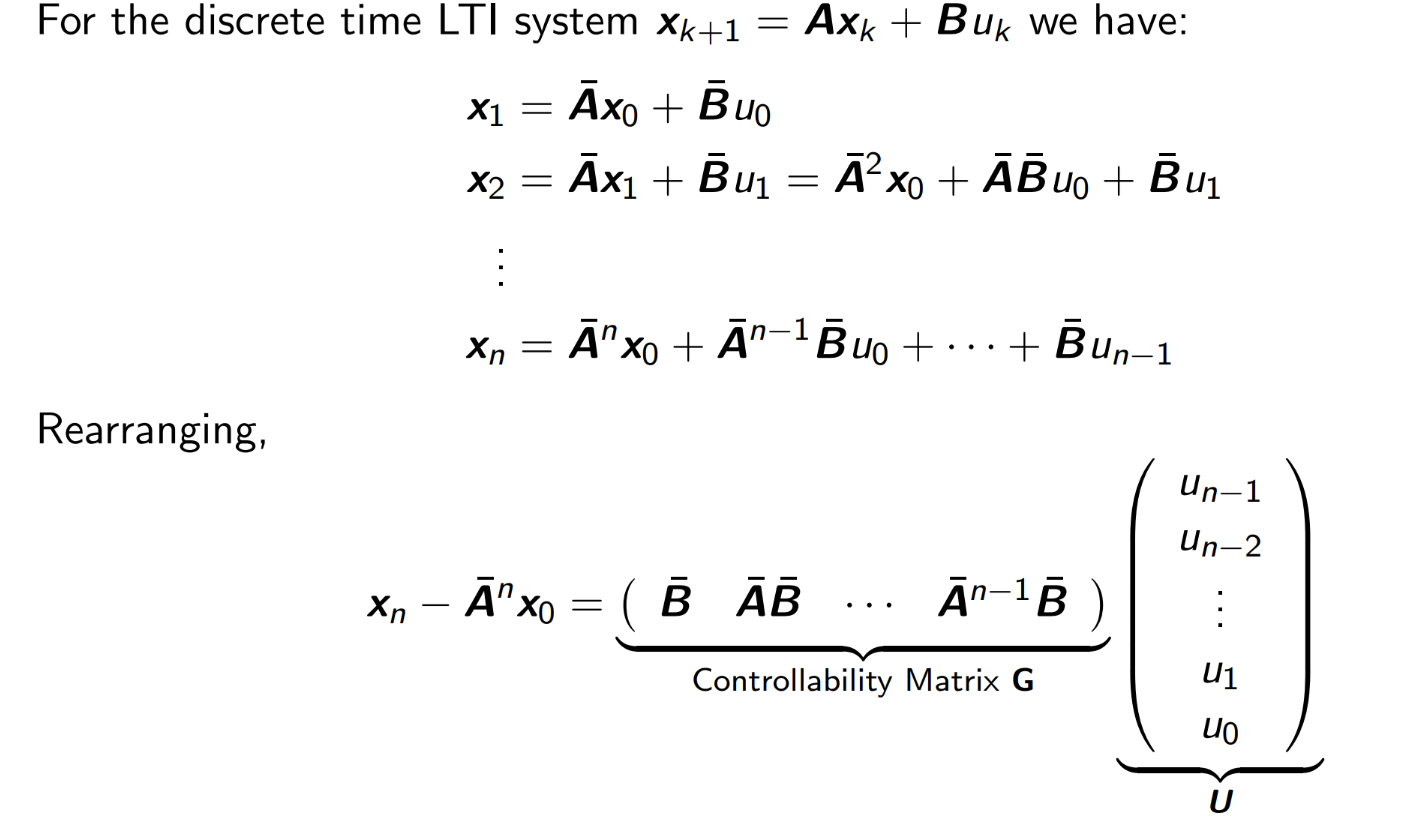 For the discrete time LTI system $\boldsymbol{x}_{k+1} = \boldsymbol{A}\boldsymbol{x}_k + \boldsymbol{B}u_k$ we have:
$\boldsymbol{x}_1 = \bar{\boldsymbol{A}}\boldsymbol{x}_0 + \bar{\boldsymbol{B}}u_0$
$\boldsymbol{x}_2 = \bar{\boldsymbol{A}}\boldsymbol{x}_1 + \bar{\boldsymbol{B}}u_1 = \bar{\boldsymbol{A}}^2\boldsymbol{x}_0 + \bar{\boldsymbol{A}}\bar{\boldsymbol{B}}u_0 + \bar{\boldsymbol{B}}u_1$
$\vdots$
$\boldsymbol{x}_n = \bar{\boldsymbol{A}}^n\boldsymbol{x}_0 + \bar{\boldsymbol{A}}^{n-1}\bar{\boldsymbol{B}}u_0 + \cdots + \bar{\boldsymbol{B}}u_{n-1}$
Rearranging,
$\boldsymbol{x}_n - \bar{\boldsymbol{A}}^n\boldsymbol{x}_0 = \underbrace{\begin{pmatrix} \bar{\boldsymbol{B}} & \bar{\boldsymbol{A}}\bar{\boldsymbol{B}} & \cdots & \bar{\boldsymbol{A}}^{n-1}\bar{\boldsymbol{B}} \end{pmatrix}}_{\text{Controllability Matrix } \mathbf{G}} \underbrace{\begin{pmatrix} u_{n-1} \\ u_{n-2} \\ \vdots \\ u_1 \\ u_0 \end{pmatrix}}_{\boldsymbol{U}}$